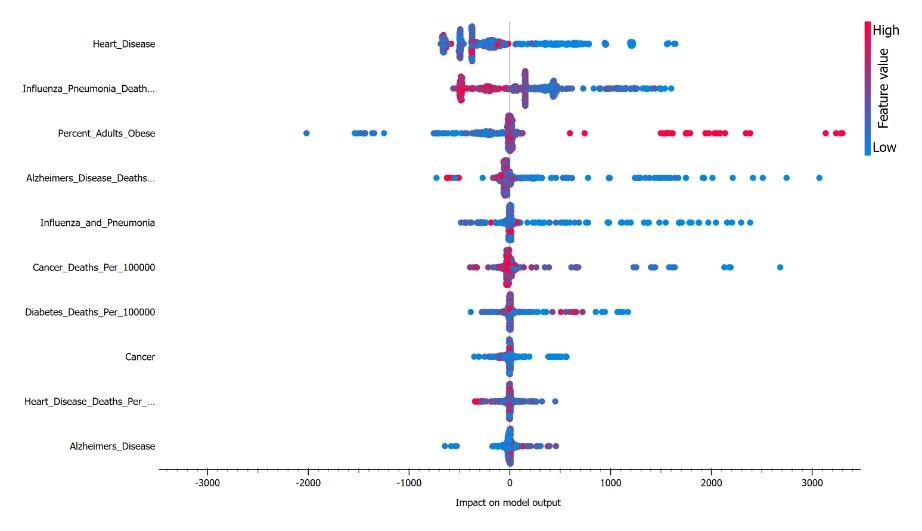 Heart_Disease
Influenza_Pneumonia_Death...
Percent_Adults_Obese
Alzheimers_Disease_Deaths...
Influenza_and_Pneumonia
Cancer_Deaths_Per_100000
Diabetes_Deaths_Per_100000
Cancer
Heart_Disease_Deaths_Per_...
Alzheimers_Disease
-3000 -2000 -1000 0 1000 2000 3000
Impact on model output
High
Feature value
Low